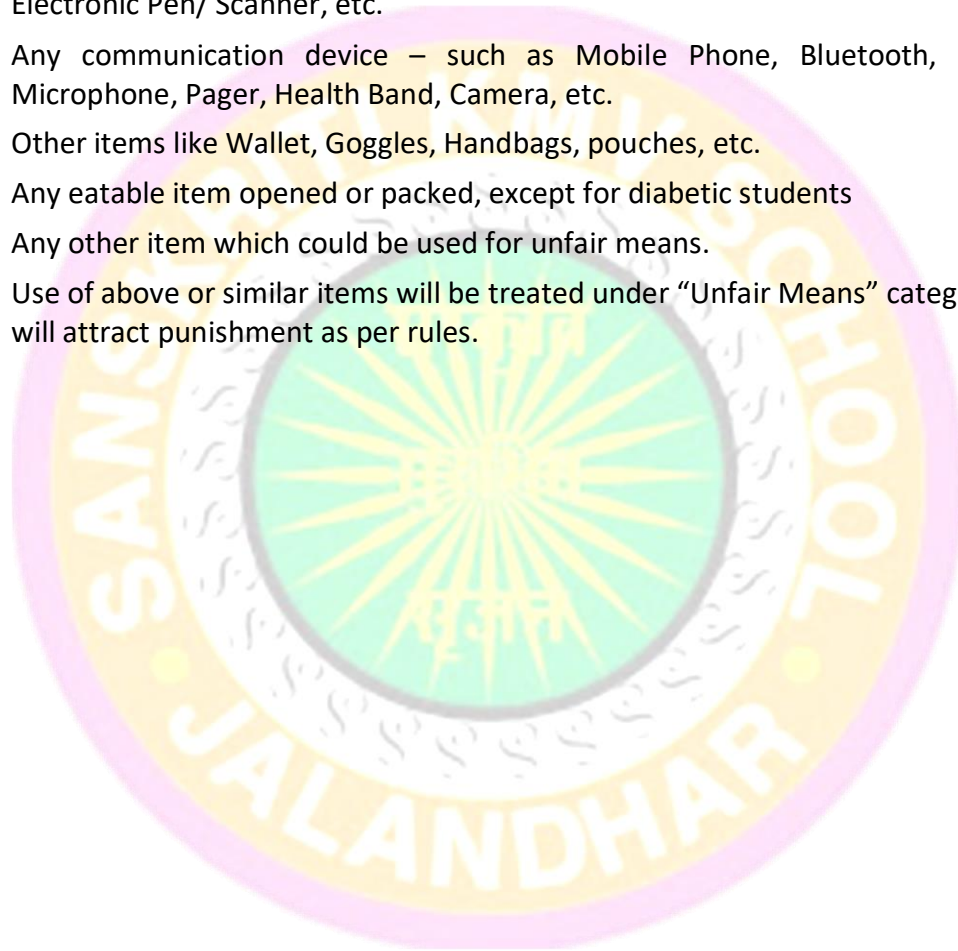 Electronic Pen/ Scanner, etc.
Any communication device – such as Mobile Phone, Bluetooth,
Microphone, Pager, Health Band, Camera, etc.
Other items like Wallet, Goggles, Handbags, pouches, etc.
Any eatable item opened or packed, except for diabetic students
Any other item which could be used for unfair means.
Use of above or similar items will be treated under “Unfair Means” categ
will attract punishment as per rules.
SANSKRITI KMV SCHOOL
सृजन
JALANDHAR